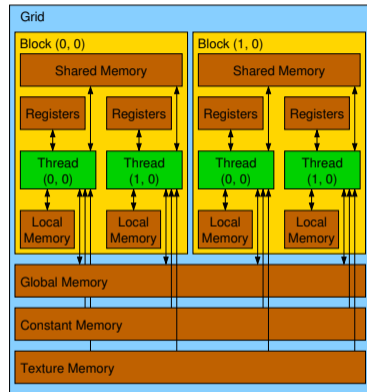 Grid
Block (0, 0)
Block (1, 0)
Shared Memory
Shared Memory
Registers
Registers
Registers
Registers
Thread
(0, 0)
Thread
(1, 0)
Thread
(0, 0)
Thread
(1, 0)
Local
Memory
Local
Memory
Local
Memory
Local
Memory
Global Memory
Constant Memory
Texture Memory